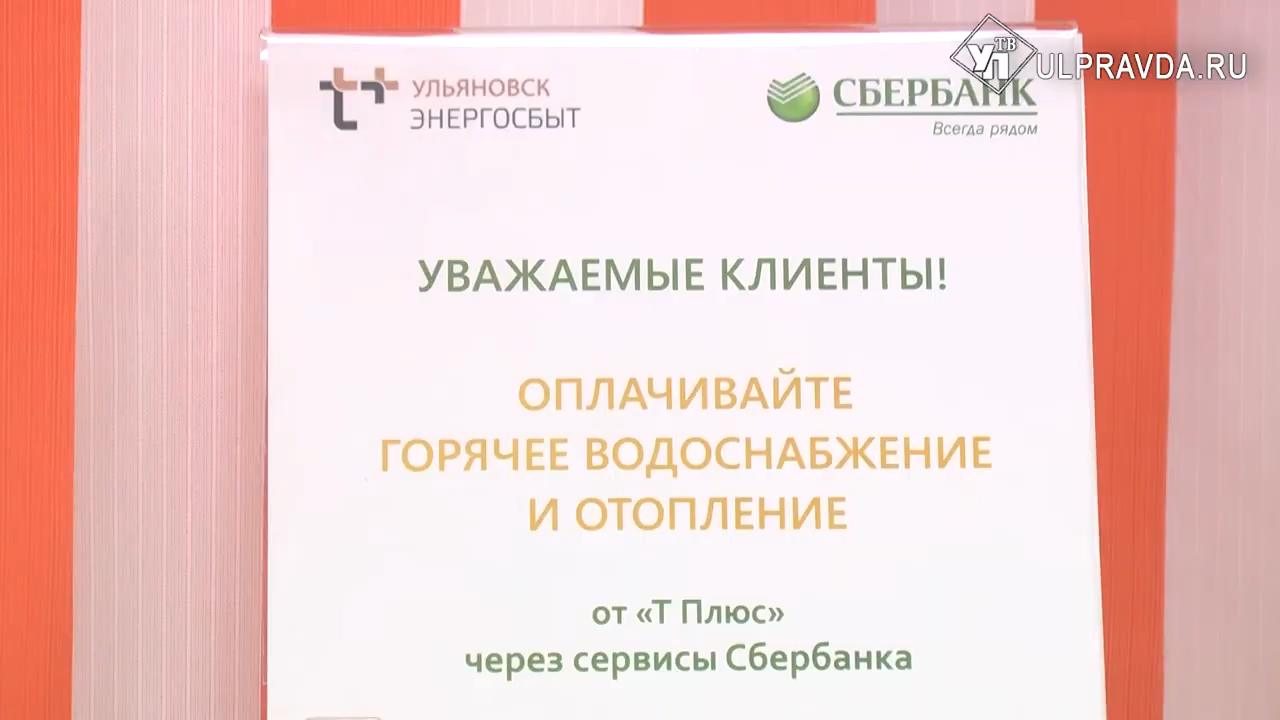 УП ТВ ULPRAVDA.RU
УЛЬЯНОВСК
ЭНЕРГОСБЫТ
СБЕРБАНК
Всегда рядом
УВАЖАЕМЫЕ КЛИЕНТЫ!
ОПЛАЧИВАЙТЕ
ГОРЯЧЕЕ ВОДОСНАБЖЕНИЕ
И ОТОПЛЕНИЕ
от «Т Плюс»
через сервисы Сбербанка